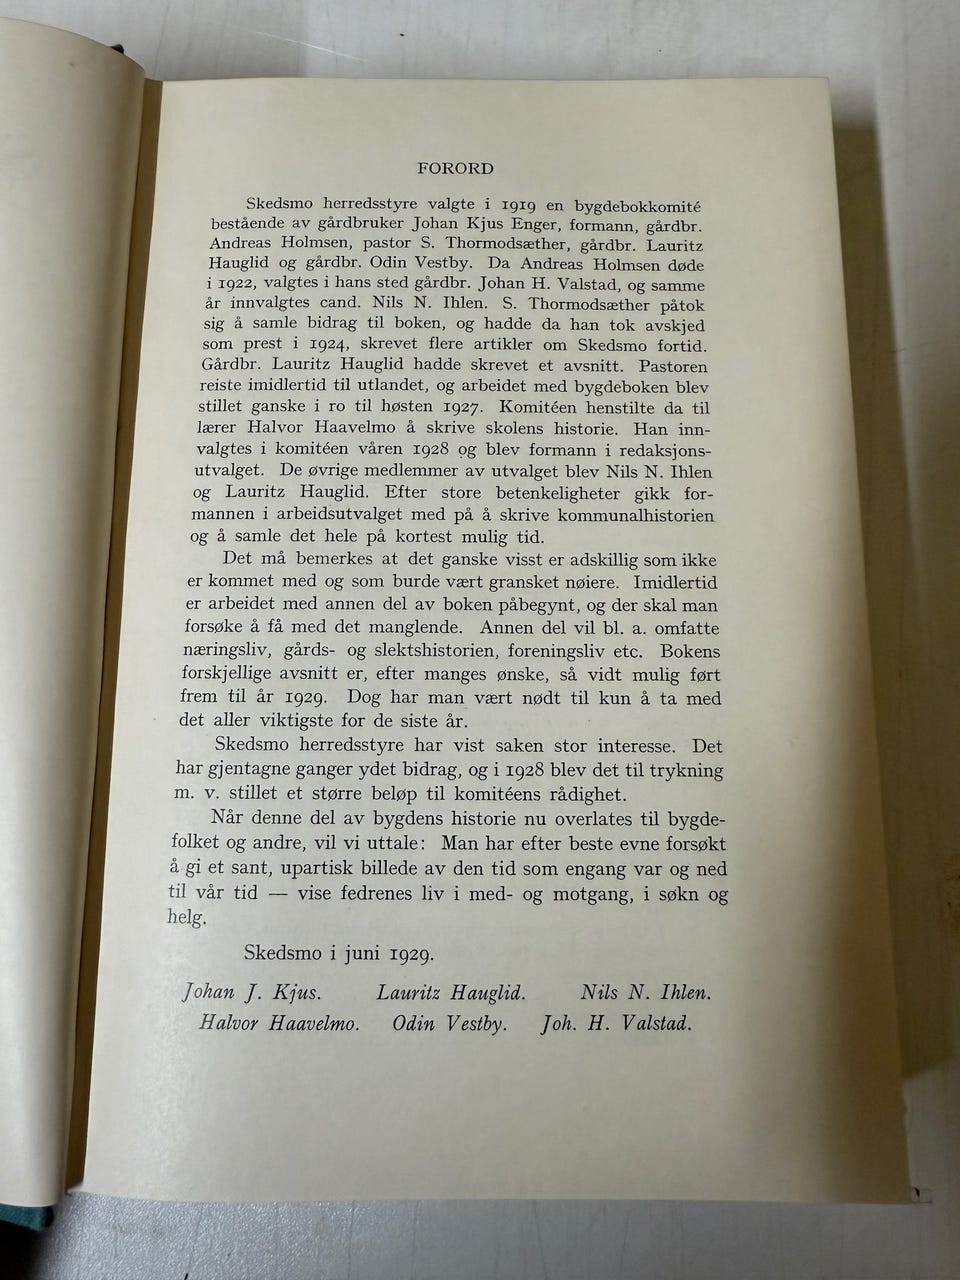 FORORD
Skedsmo herredsstyre valgte i 1919 en bygdebokkomité
bestående av gårdbruker Johan Kjus Enger, formann, gårdbr.
Andreas Holmsen, pastor S. Thormodsæther, gårdbr. Lauritz
Hauglid og gårdbr. Odin Vestby. Da Andreas Holmsen døde
i 1922, valgtes i hans sted gårdbr. Johan H. Valstad, og samme
år innvalgtes cand. Nils N. Ihlen. S. Thormodsæther påtok
sig å samle bidrag til boken, og hadde da han tok avskjed
som prest i 1924, skrevet flere artikler om Skedsmo fortid.
Gårdbr. Lauritz Hauglid hadde skrevet et avsnitt. Pastoren
reiste imidlertid til utlandet, og arbeidet med bygdeboken blev
stillet ganske i ro til høsten 1927. Komitéen henstilte da til
lærer Halvor Haavelmo å skrive skolens historie. Han inn-
valgtes i komitéen våren 1928 og blev formann i redaksjons-
utvalget. De øvrige medlemmer av utvalget blev Nils N. Ihlen
og Lauritz Hauglid. Efter store betenkeligheter gikk for-
mannen i arbeidsutvalget med på å skrive kommunalhistorien
og å samle det hele på kortest mulig tid.
Det må bemerkes at det ganske visst er adskillig som ikke
er kommet med og som burde vært gransket nøiere. Imidlertid
er arbeidet med annen del av boken påbegynt, og der skal man
forsøke å få med det manglende. Annen del vil bl. a. omfatte
næringsliv, gårds- og slektshistorien, foreningsliv etc. Bokens
forskjellige avsnitt er, efter manges ønske, så vidt mulig ført
frem til år 1929. Dog har man vært nødt til kun å ta med
det aller viktigste for de siste år.
Skedsmo herredsstyre har vist saken stor interesse. Det
har gjentagne ganger ydet bidrag, og i 1928 blev det til trykning
m. v. stillet et større beløp til komitéens rådighet.
Når denne del av bygdens historie nu overlates til bygde-
folket og andre, vil vi uttale: Man har efter beste evne forsøkt
å gi et sant, upartisk billede av den tid som engang var og ned
til vår tid — vise fedrenes liv i med- og motgang, i søkn og
helg.
Skedsmo i juni 1929.
Johan J. Kjus. Lauritz Hauglid. Nils N. Ihlen.
Halvor Haavelmo. Odin Vestby. Joh. H. Valstad.